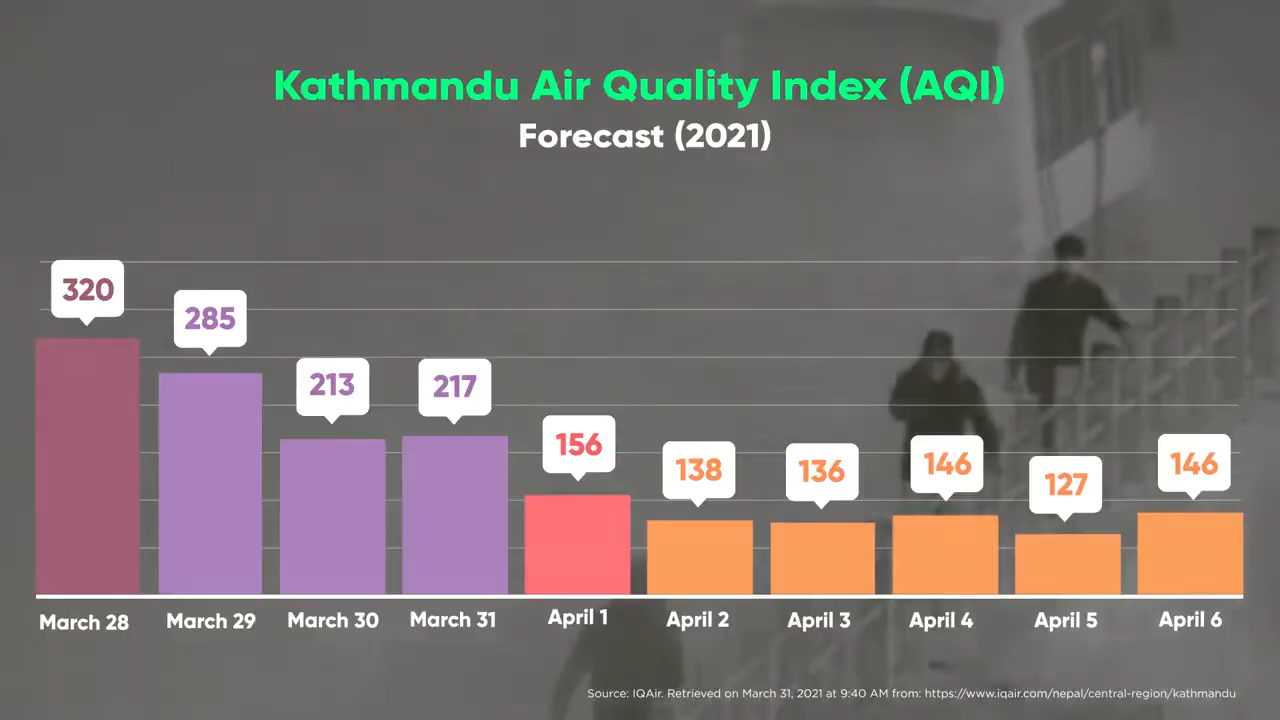 Kathmandu Air Quality Index (AQI)
Forecast (2021)
320
285
213
217
156
138
136
146
127
146
March 28
March 29
March 30
March 31
April 1
April 2
April 3
April 4
April 5
April 6
Source: IQAir. Retrieved on March 31, 2021 at 9:40 AM from: https://www.iqair.com/nepal/central-region/kathmandu